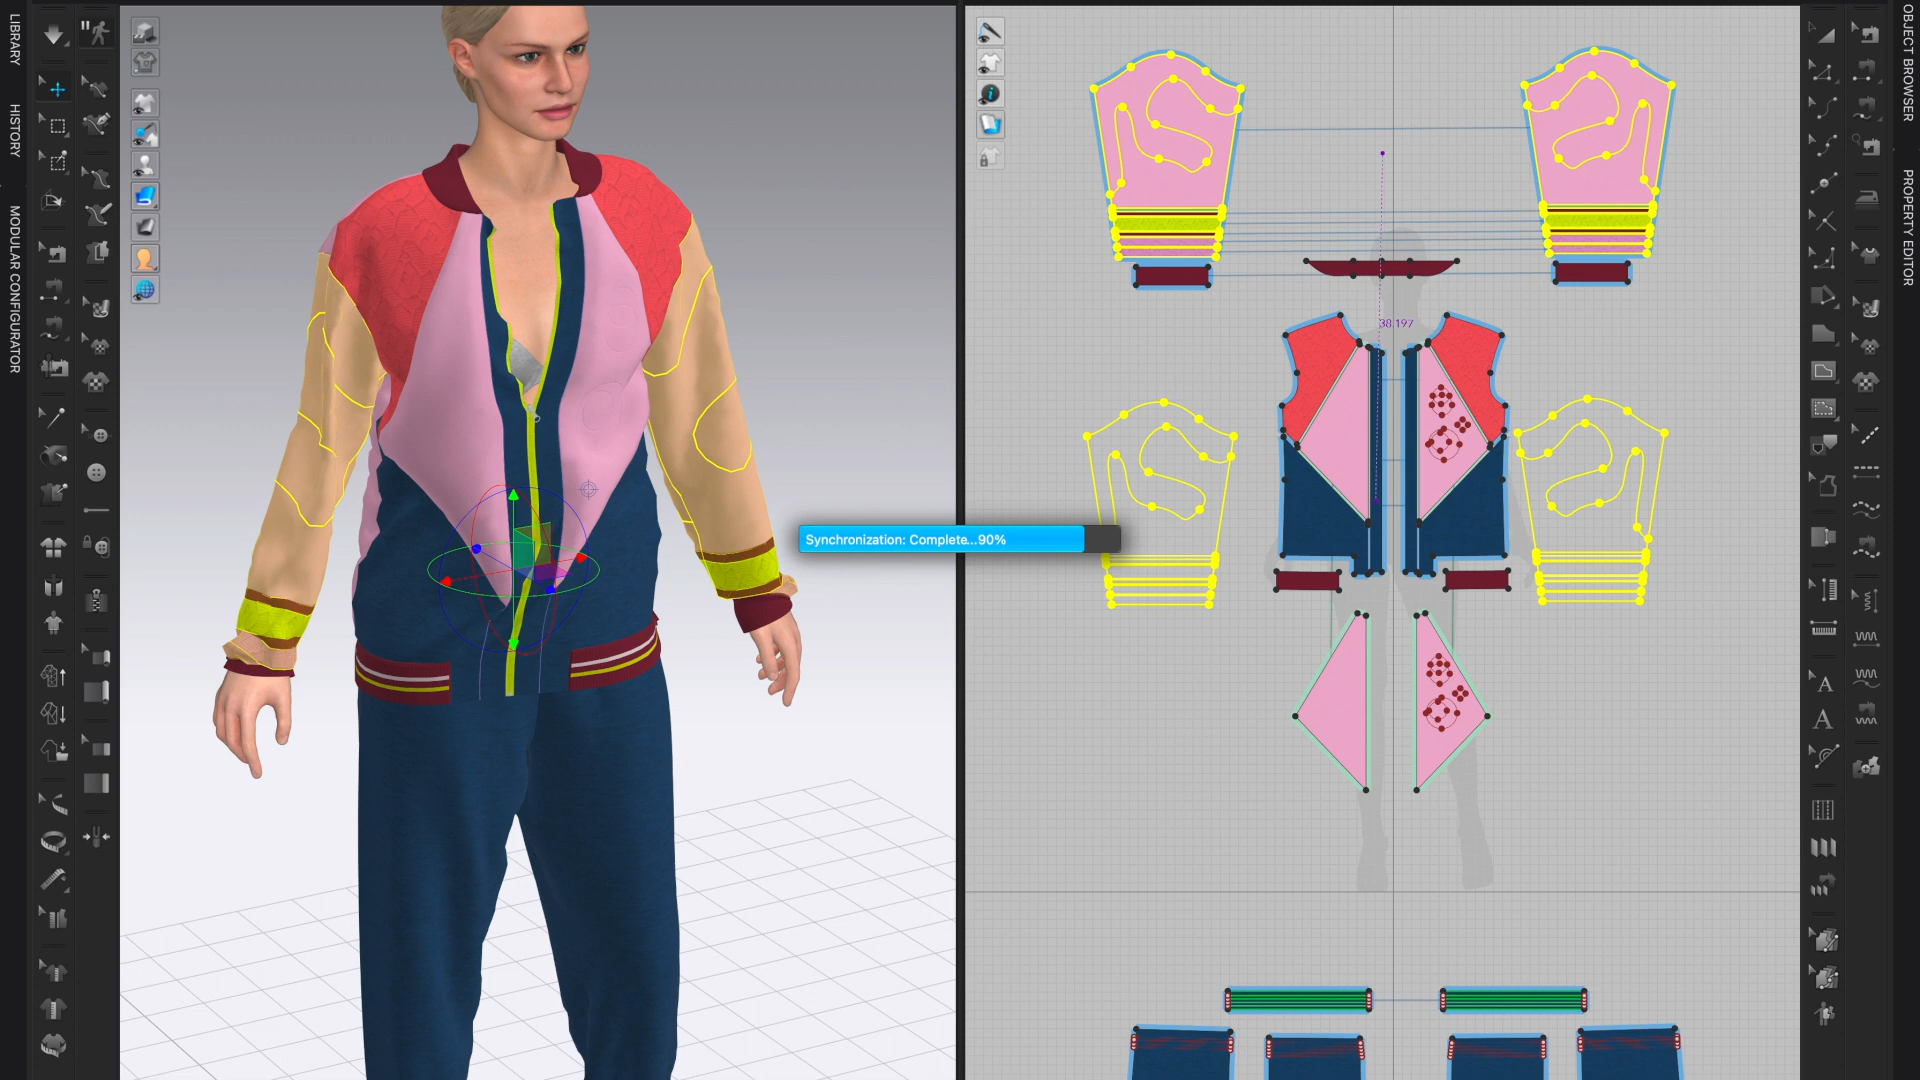 LIBRARY
HISTORY
MODULAR CONFIGURATOR
38.197
Synchronization: Complete...90%
A
A
OBJECT BROWSER
PROPERTY EDITOR